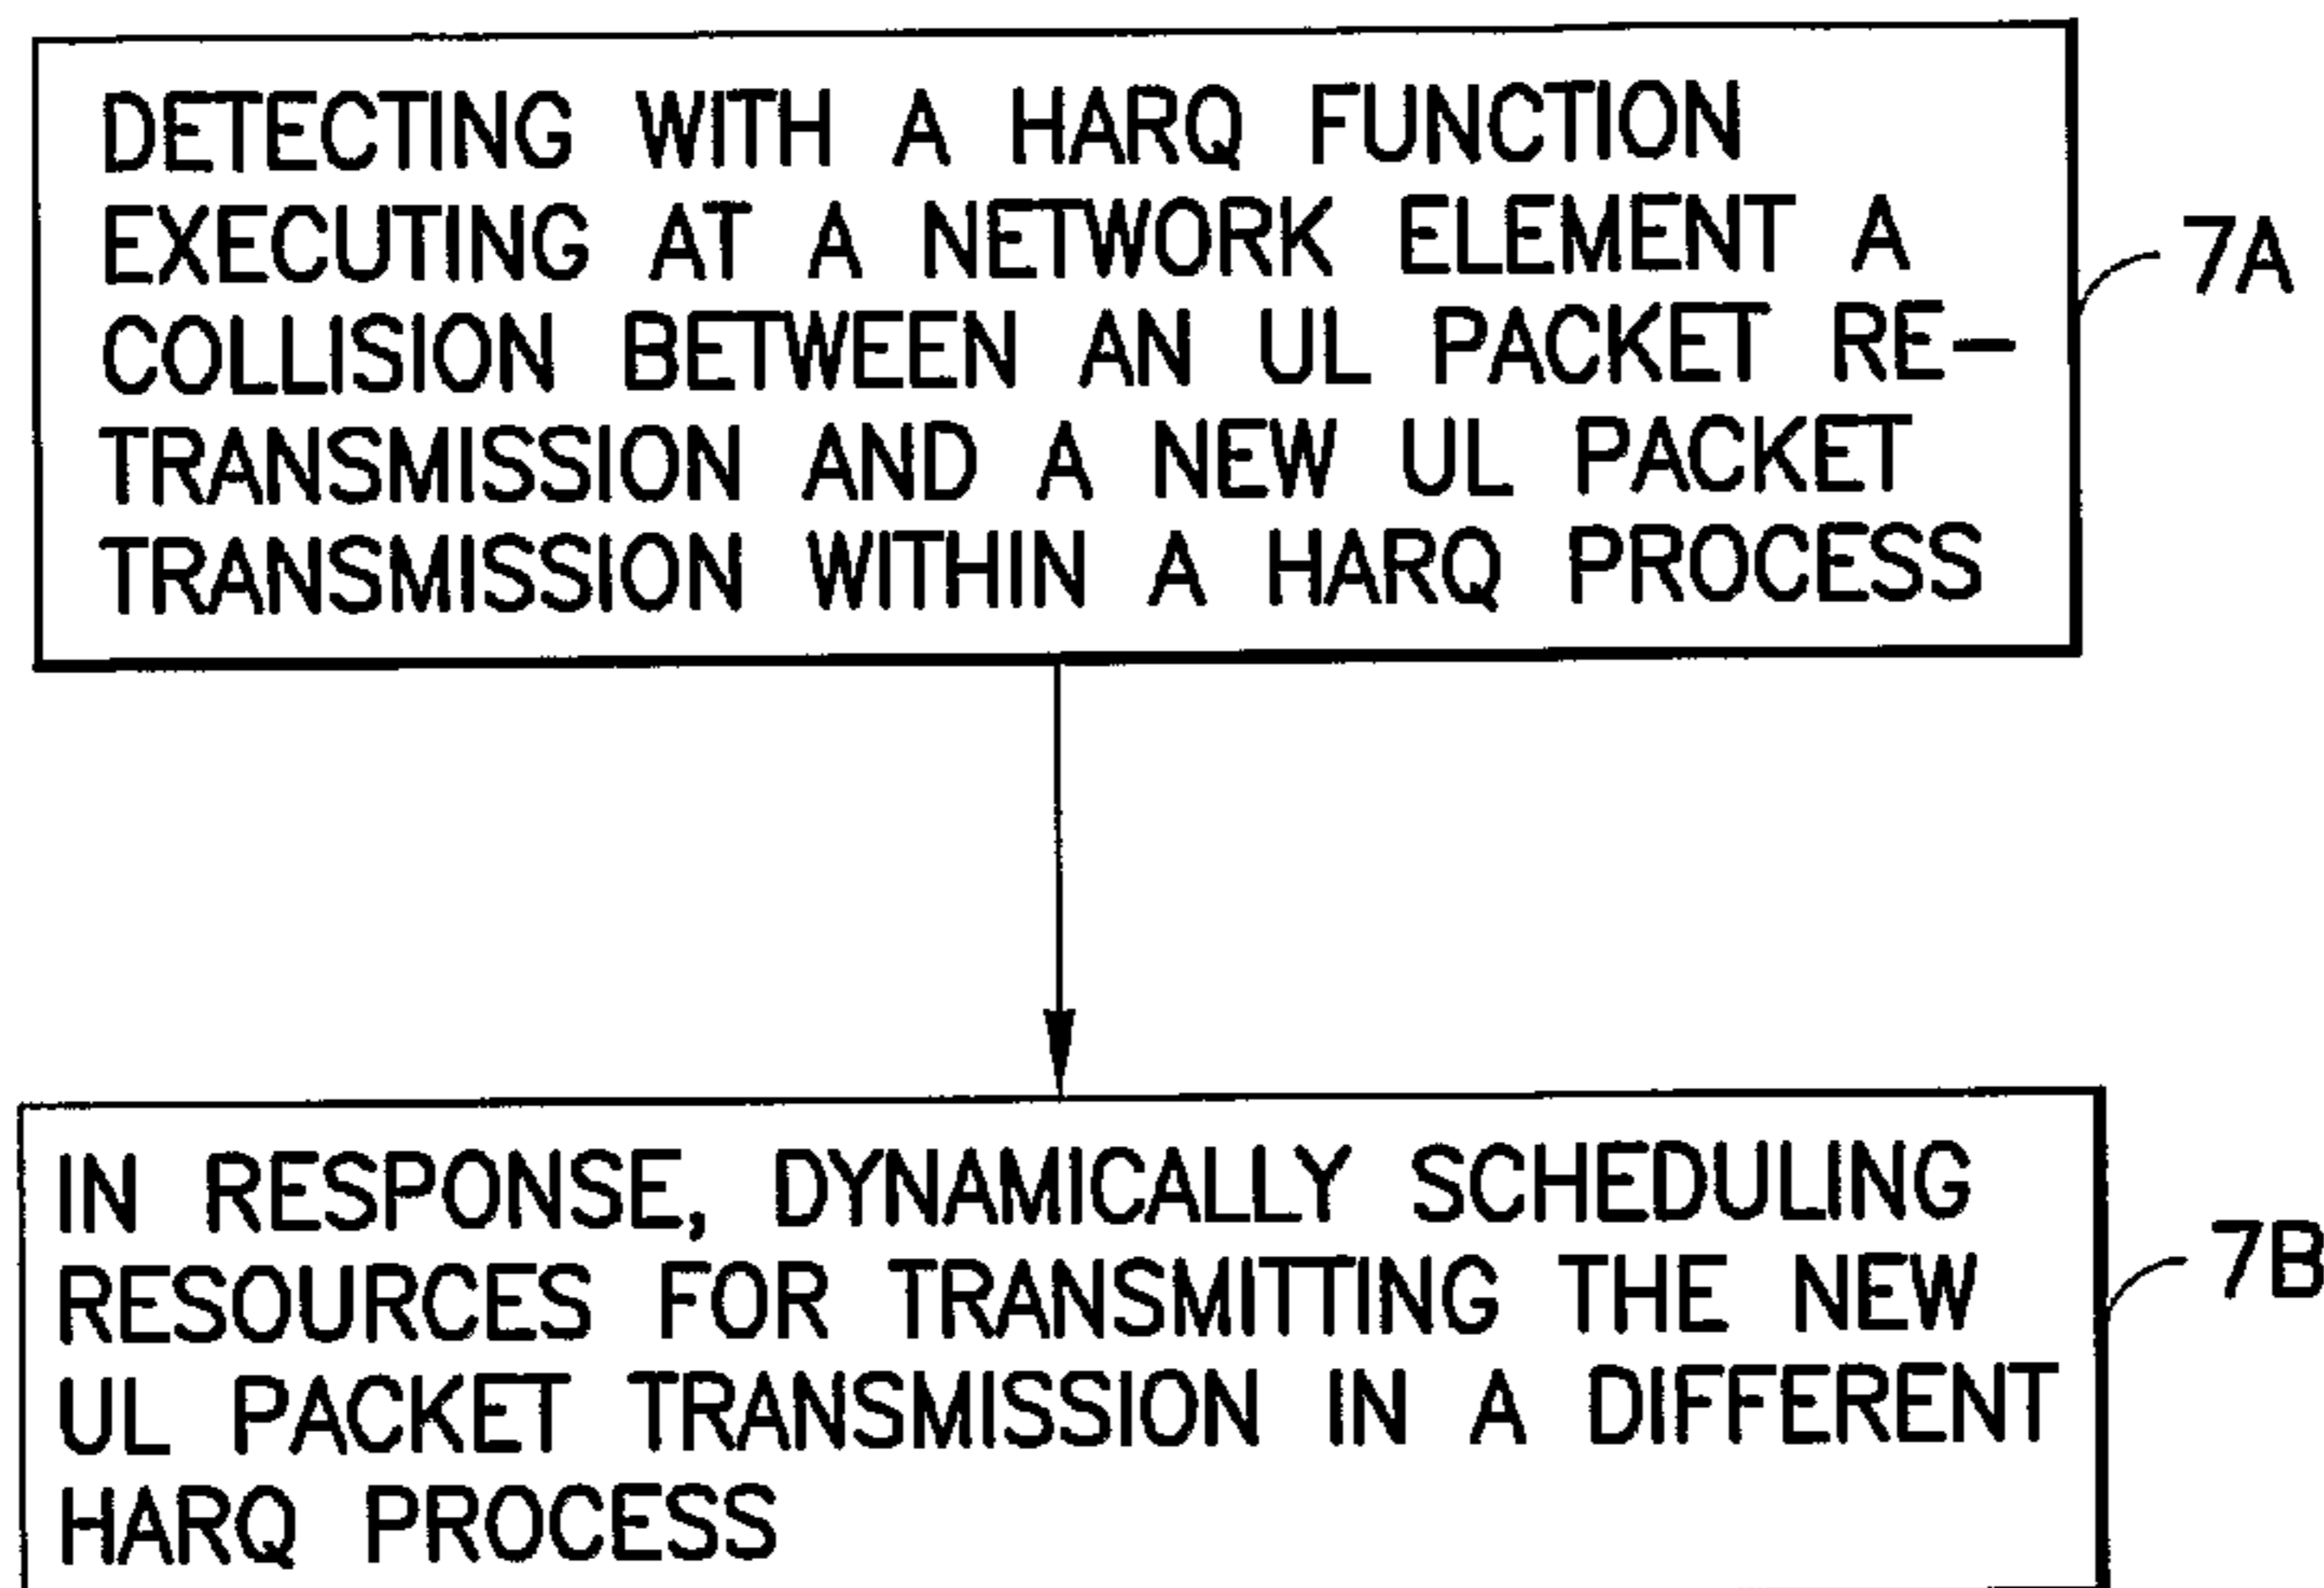 DETECTING WITH A HARQ FUNCTION
EXECUTING AT A NETWORK ELEMENT A
COLLISION BETWEEN AN UL PACKET RE-
TRANSMISSION AND A NEW UL PACKET
TRANSMISSION WITHIN A HARQ PROCESS
7A
IN RESPONSE, DYNAMICALLY SCHEDULING
RESOURCES FOR TRANSMITTING THE NEW
UL PACKET TRANSMISSION IN A DIFFERENT
HARQ PROCESS
7B